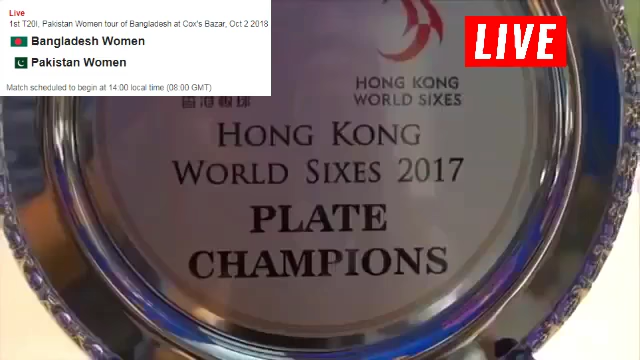 Live
1st T20I, Pakistan Women tour of Bangladesh at Cox's Bazar, Oct 2 2018
Bangladesh Women
Pakistan Women
Match scheduled to begin at 14:00 local time (08:00 GMT)
LIVE
HONG KONG
WORLD SIXES
HONG KONG
WORLD SIXES 2017
PLATE
CHAMPIONS